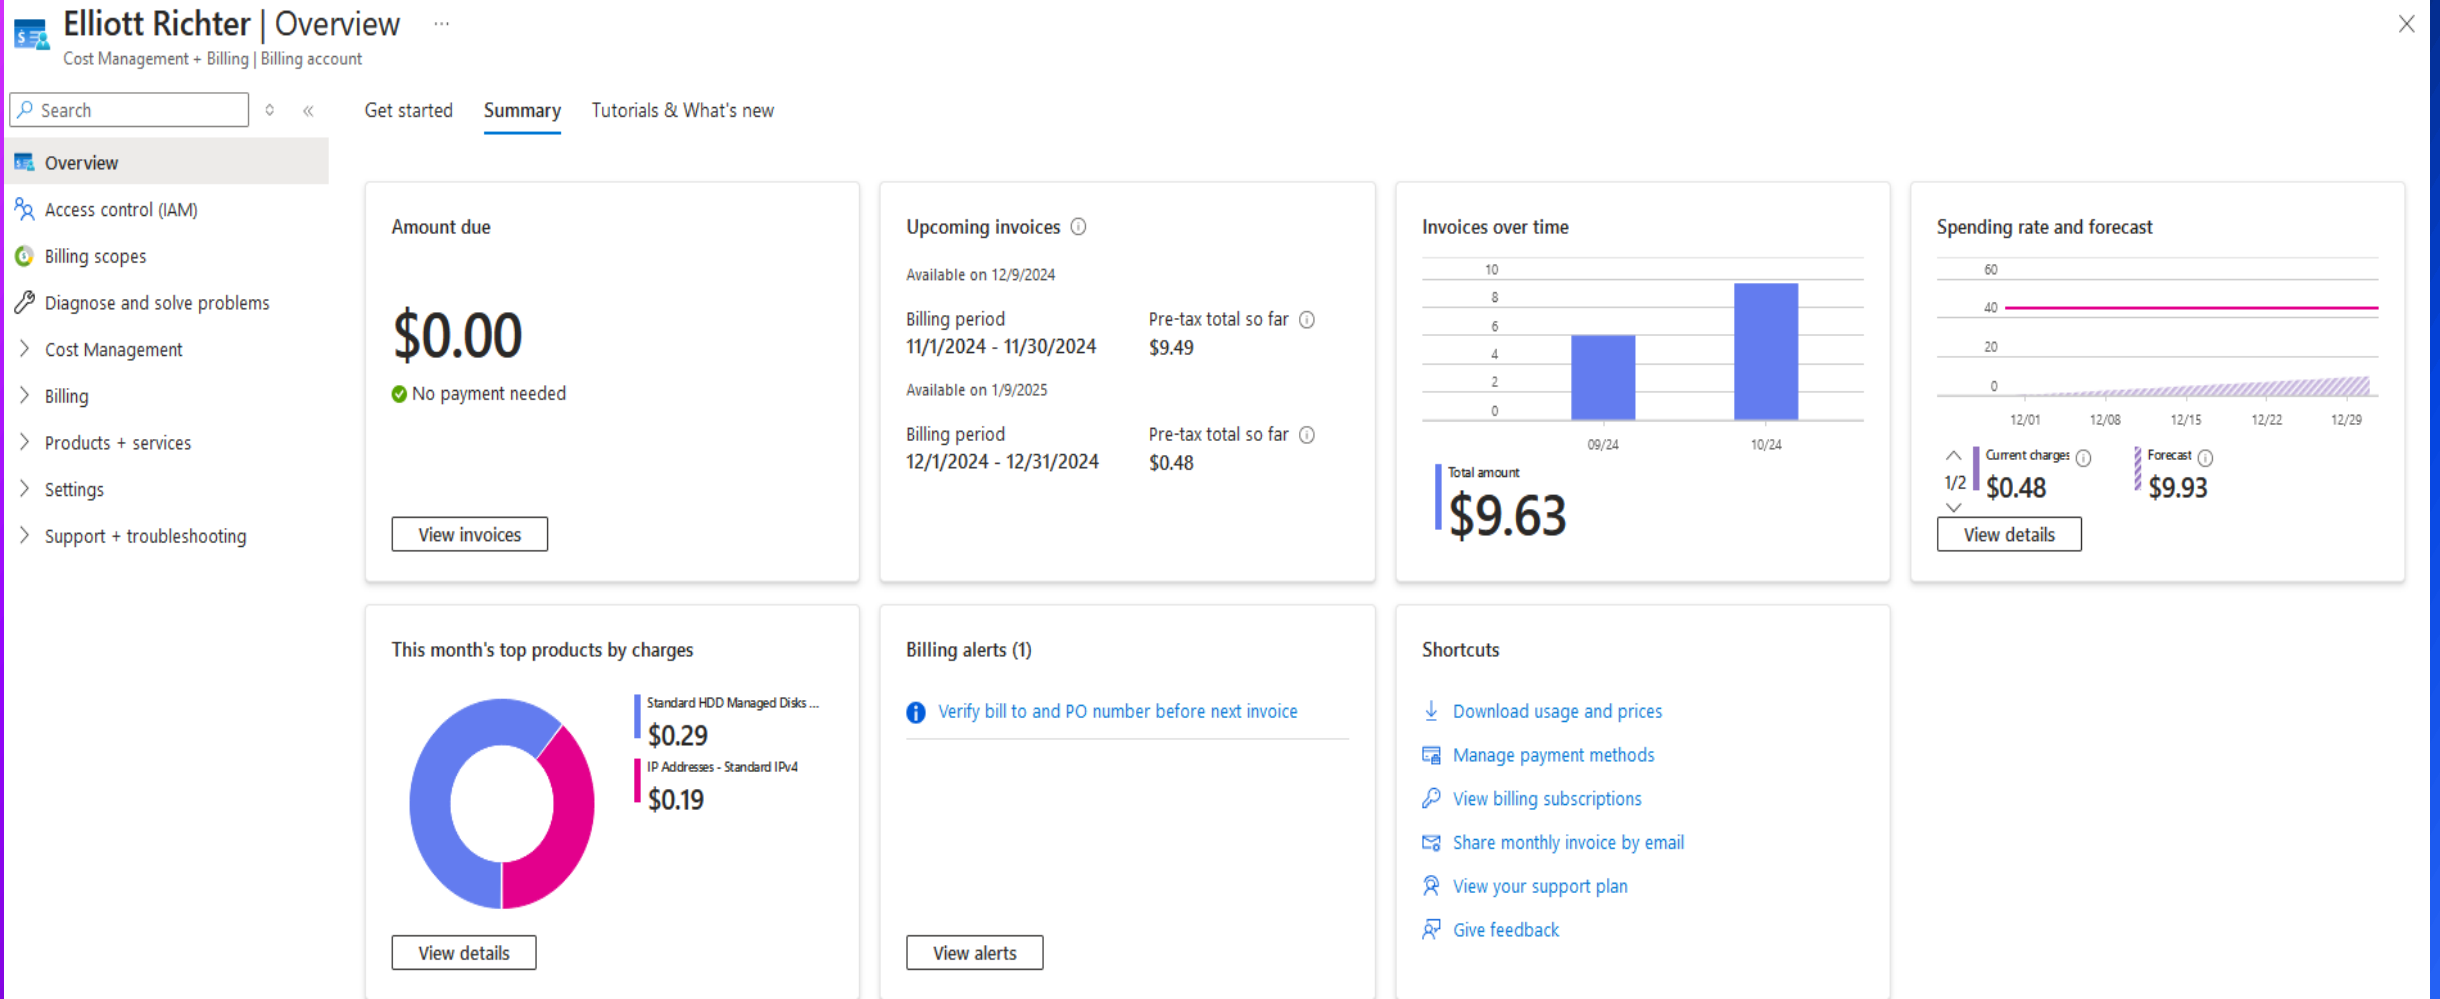 Elliott Richter | Overview ...
Cost Management + Billing | Billing account
Search
Overview
Access control (IAM)
Billing scopes
Diagnose and solve problems
Cost Management
Billing
Products + services
Settings
Support + troubleshooting
Get started Summary Tutorials & What's new
Amount due
$0.00
No payment needed
View invoices
Upcoming invoices
Available on 12/9/2024
Billing period Pre-tax total so far
11/1/2024 - 11/30/2024 $9.49
Available on 1/9/2025
Billing period Pre-tax total so far
12/1/2024 - 12/31/2024 $0.48
Invoices over time
10
8
6
4
2
0
09/24 10/24
Total amount
$9.63
Spending rate and forecast
60
40
20
0
12/01 12/08 12/15 12/22 12/29
1/2
Current charges Forecast
$0.48 $9.93
View details
This month's top products by charges
Standard HDD Managed Disks ...
$0.29
IP Addresses - Standard IPv4
$0.19
View details
Billing alerts (1)
Verify bill to and PO number before next invoice
View alerts
Shortcuts
Download usage and prices
Manage payment methods
View billing subscriptions
Share monthly invoice by email
View your support plan
Give feedback